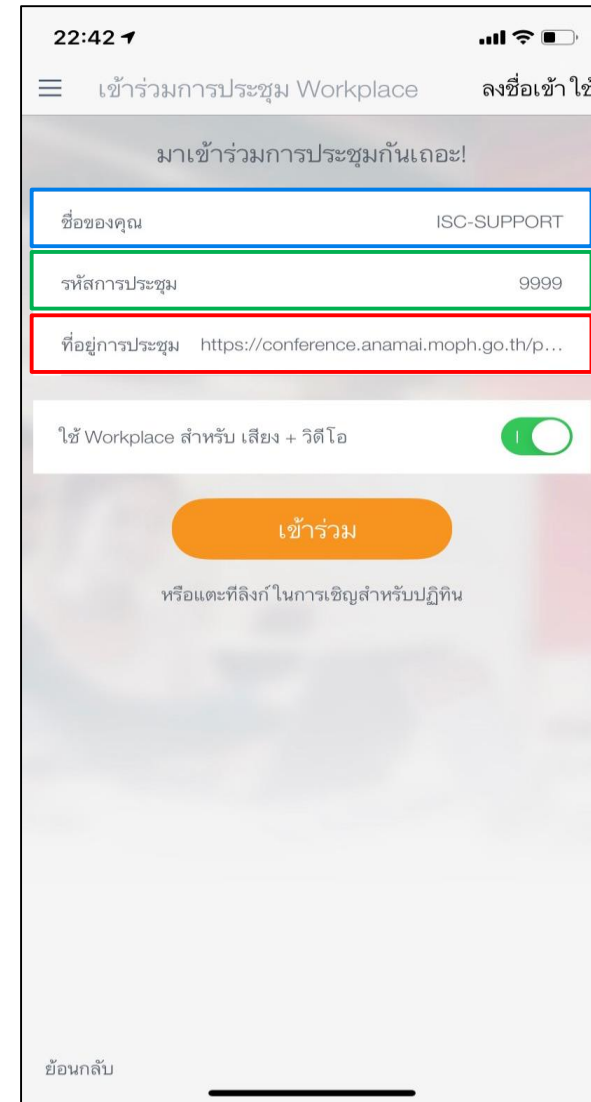 22:42
เข้าร่วมการประชุม Workplace ลงชื่อเข้าใช้
มาเข้าร่วมการประชุมกันเถอะ!
ชื่อของคุณ ISC-SUPPORT
รหัสการประชุม 9999
ที่อยู่การประชุม https://conference.anamai.moph.go.th/p...
ใช้ Workplace สำหรับ เสียง + วิดีโอ
เข้าร่วม
หรือแตะที่ลิงก์ในการเชิญสำหรับปฏิทิน
ย้อนกลับ